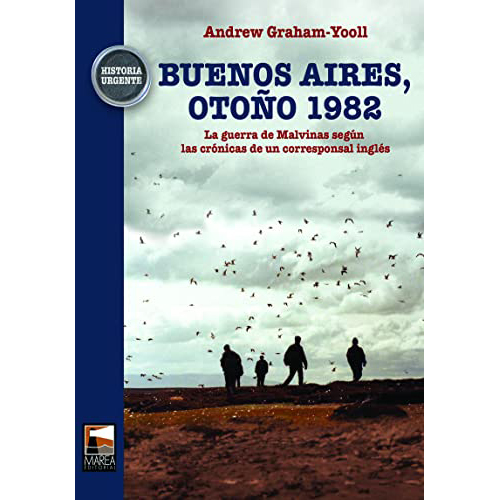 Andrew Graham-Yooll
HISTORIA
URGENTE
BUENOS AIRES,
OTOÑO 1982
La guerra de Malvinas según
las crónicas de un corresponsal inglés
MAREA
EDITORIAL